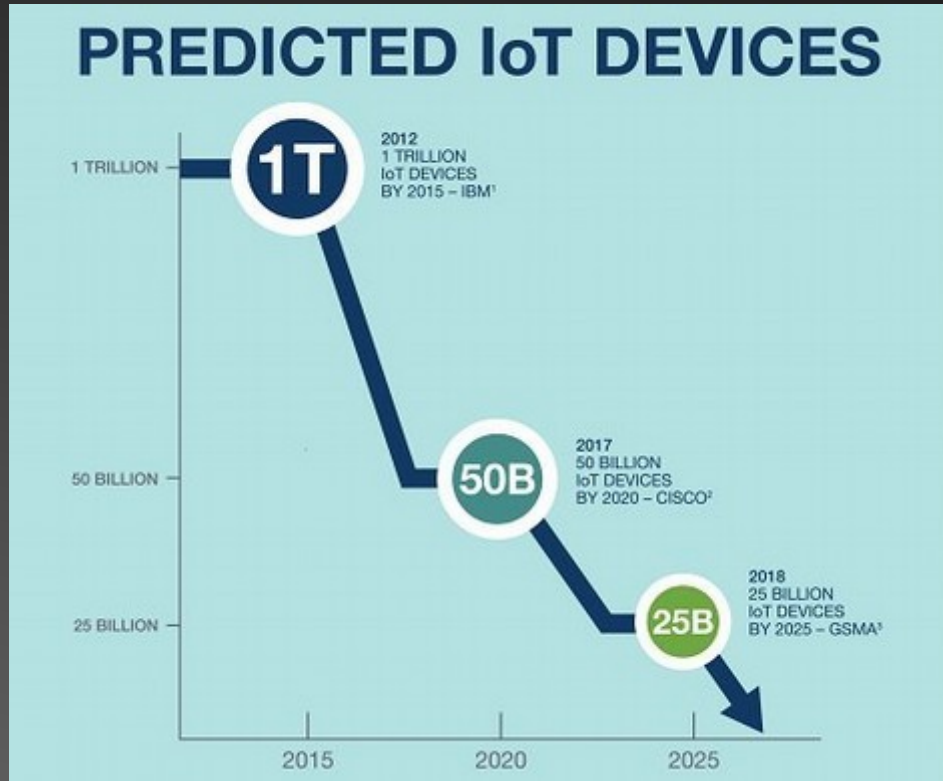 PREDICTED IoT DEVICES
1 TRILLION
1T
2012
1 TRILLION
IoT DEVICES
BY 2015 – IBM¹
50 BILLION
50B
2017
50 BILLION
IoT DEVICES
BY 2020 – CISCO²
25 BILLION
25B
2018
25 BILLION
IoT DEVICES
BY 2025 – GSMA³
2015
2020
2025